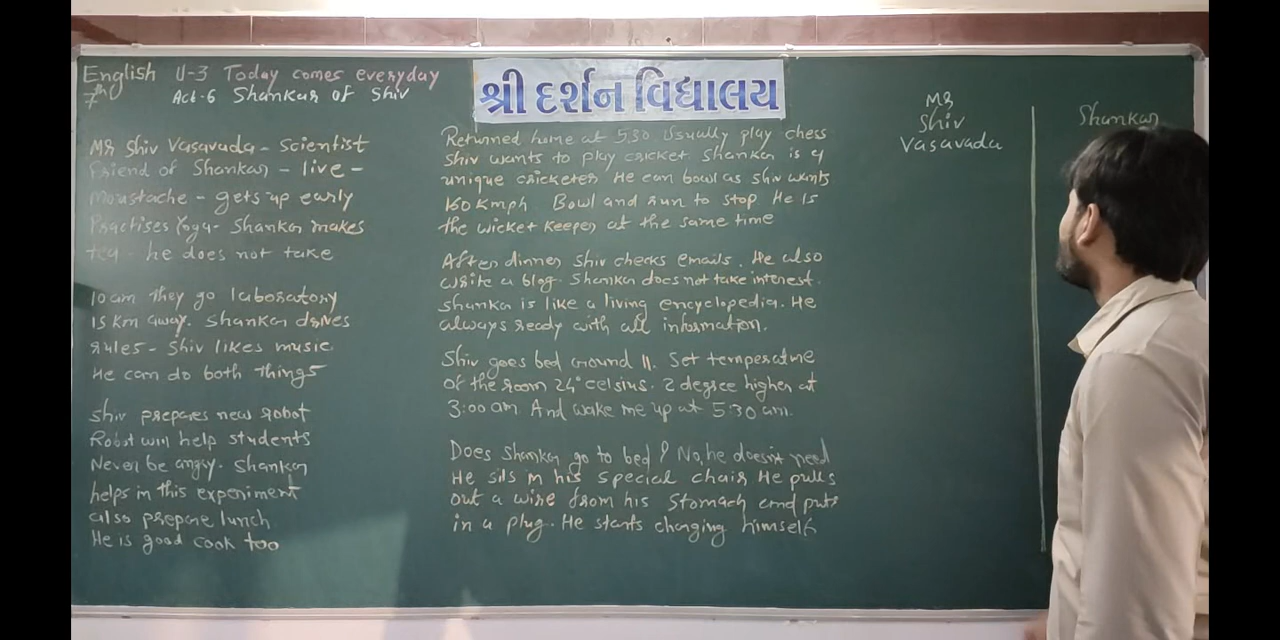 English U-3 Today comes everyday
7th Act-6 Shankar of Shiv
શ્રી દર્શન વિદ્યાલય
Mr Shiv Vasavada - scientist
Friend of Shankar - live -
Moustache - gets up early
Practises Yoga - Shankar makes
tea - he does not take
10 am they go laboratory
15 km away. Shankar drives
rules - Shiv likes music
He can do both things
Shiv prepares new robot
Robot will help students
Never be angry. Shankar
helps in this experiment
also prepare lunch
He is good cook too
Returned home at 5:30 Usually play chess
Shiv wants to play cricket. Shankar is a
unique cricketer. He can bowl as Shiv wants
160 Kmph Bowl and run to stop He is
the wicket keeper at the same time
After dinner Shiv checks emails. He also
write a blog. Shankar does not take interest.
Shankar is like a living encyclopedia. He
always ready with all information.
Shiv goes bed around 11. Set temperature
of the room 24° celsius. 2 degree higher at
3:00 am. And wake me up at 5:30 am.
Does Shankar go to bed? No, he doesn't need
He sits in his special chair He pulls
out a wire from his stomach and puts
in a plug. He starts charging himself
Mr
Shiv
Vasavada
Shankar